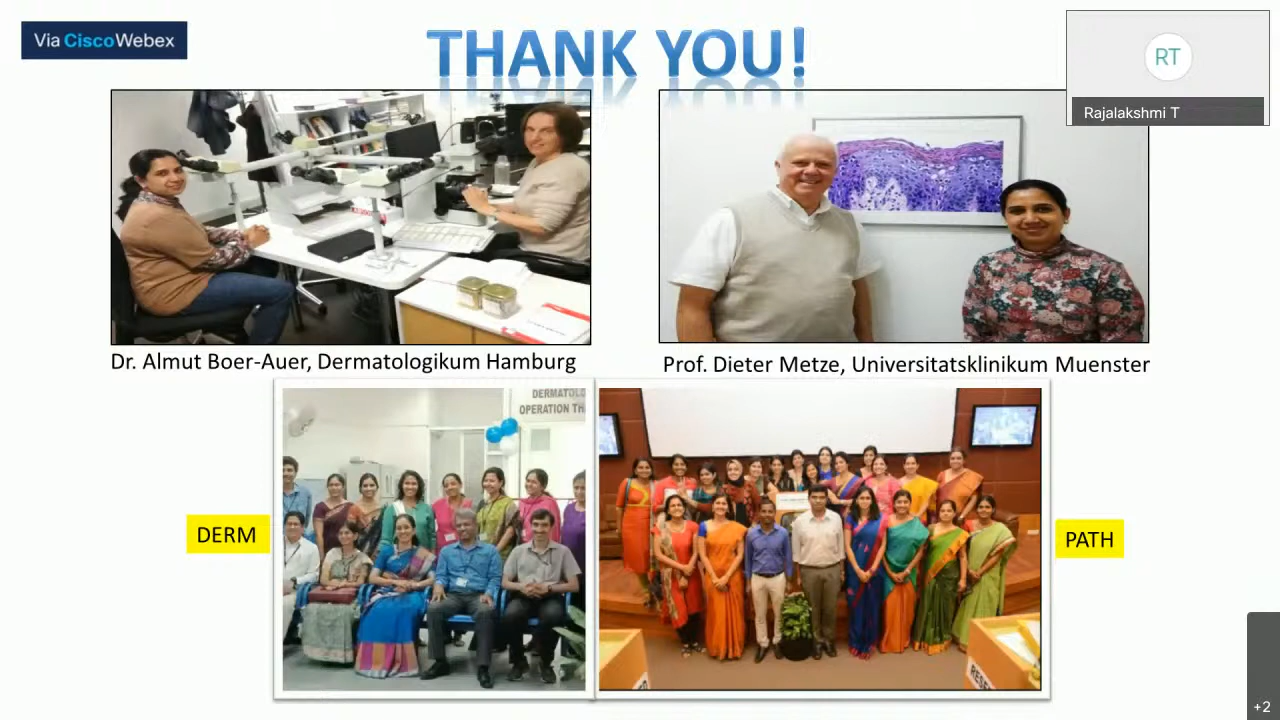 Via CiscoWebex
THANK YOU!
RT
Rajalakshmi T
Dr. Almut Boer-Auer, Dermatologikum Hamburg
Prof. Dieter Metze, Universitatsklinikum Muenster
DERMATOLO
OPERATION TH
DERM
PATH
+2